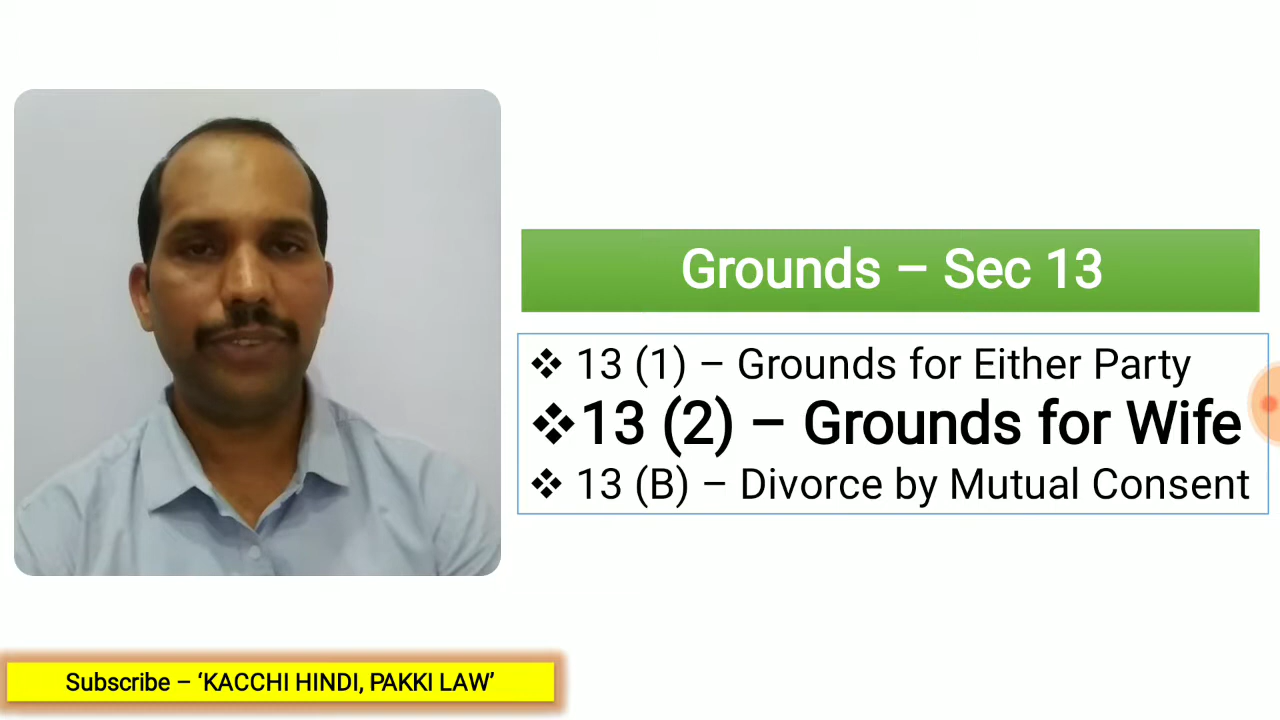 Grounds – Sec 13
❖ 13 (1) – Grounds for Either Party
❖13 (2) – Grounds for Wife
❖ 13 (B) – Divorce by Mutual Consent
Subscribe – ‘KACCHI HINDI, PAKKI LAW’